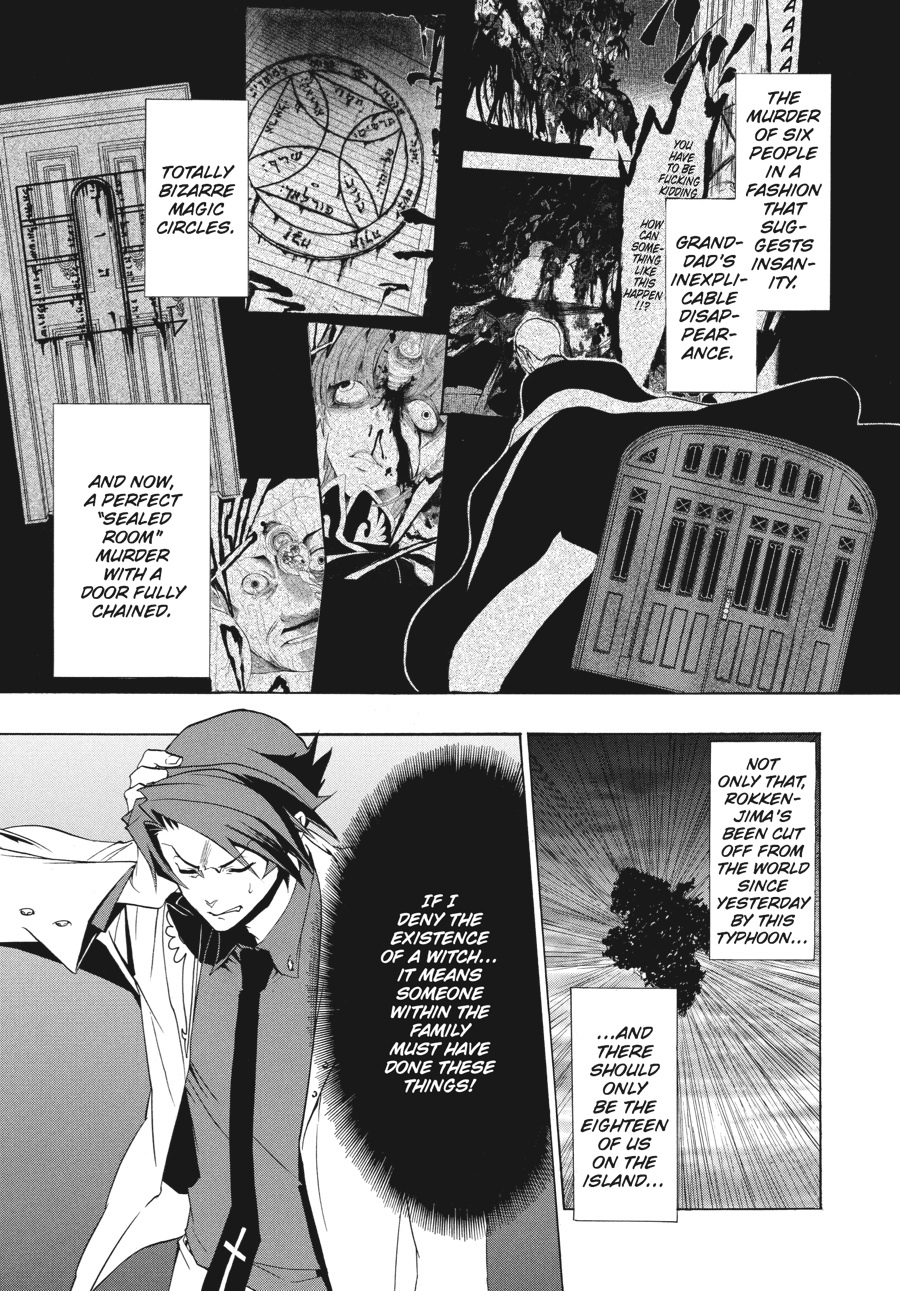 THE
MURDER
OF SIX
PEOPLE
IN A
FASHION
THAT
SUG-
GESTS
INSAN-
ITY.
YOU
HAVE
TO BE
FUCKING
KIDDING
HOW
CAN
SOME-
THING
LIKE
THIS
HAPPEN
!!?
GRAND-
DAD'S
INEXPLI-
CABLE
DISAP-
PEAR-
ANCE.
TOTALLY
BIZARRE
MAGIC
CIRCLES.
AND NOW,
A PERFECT
"SEALED
ROOM"
MURDER
WITH A
DOOR FULLY
CHAINED.
NOT
ONLY THAT,
ROKKEN-
JIMA'S
BEEN CUT
OFF FROM
THE WORLD
SINCE
YESTERDAY
BY THIS
TYPHOON...
...AND
THERE
SHOULD
ONLY
BE THE
EIGHTEEN
OF US
ON THE
ISLAND...
IF I
DENY THE
EXISTENCE
OF A WITCH...
IT MEANS
SOMEONE
WITHIN THE
FAMILY
MUST HAVE
DONE THESE
THINGS!